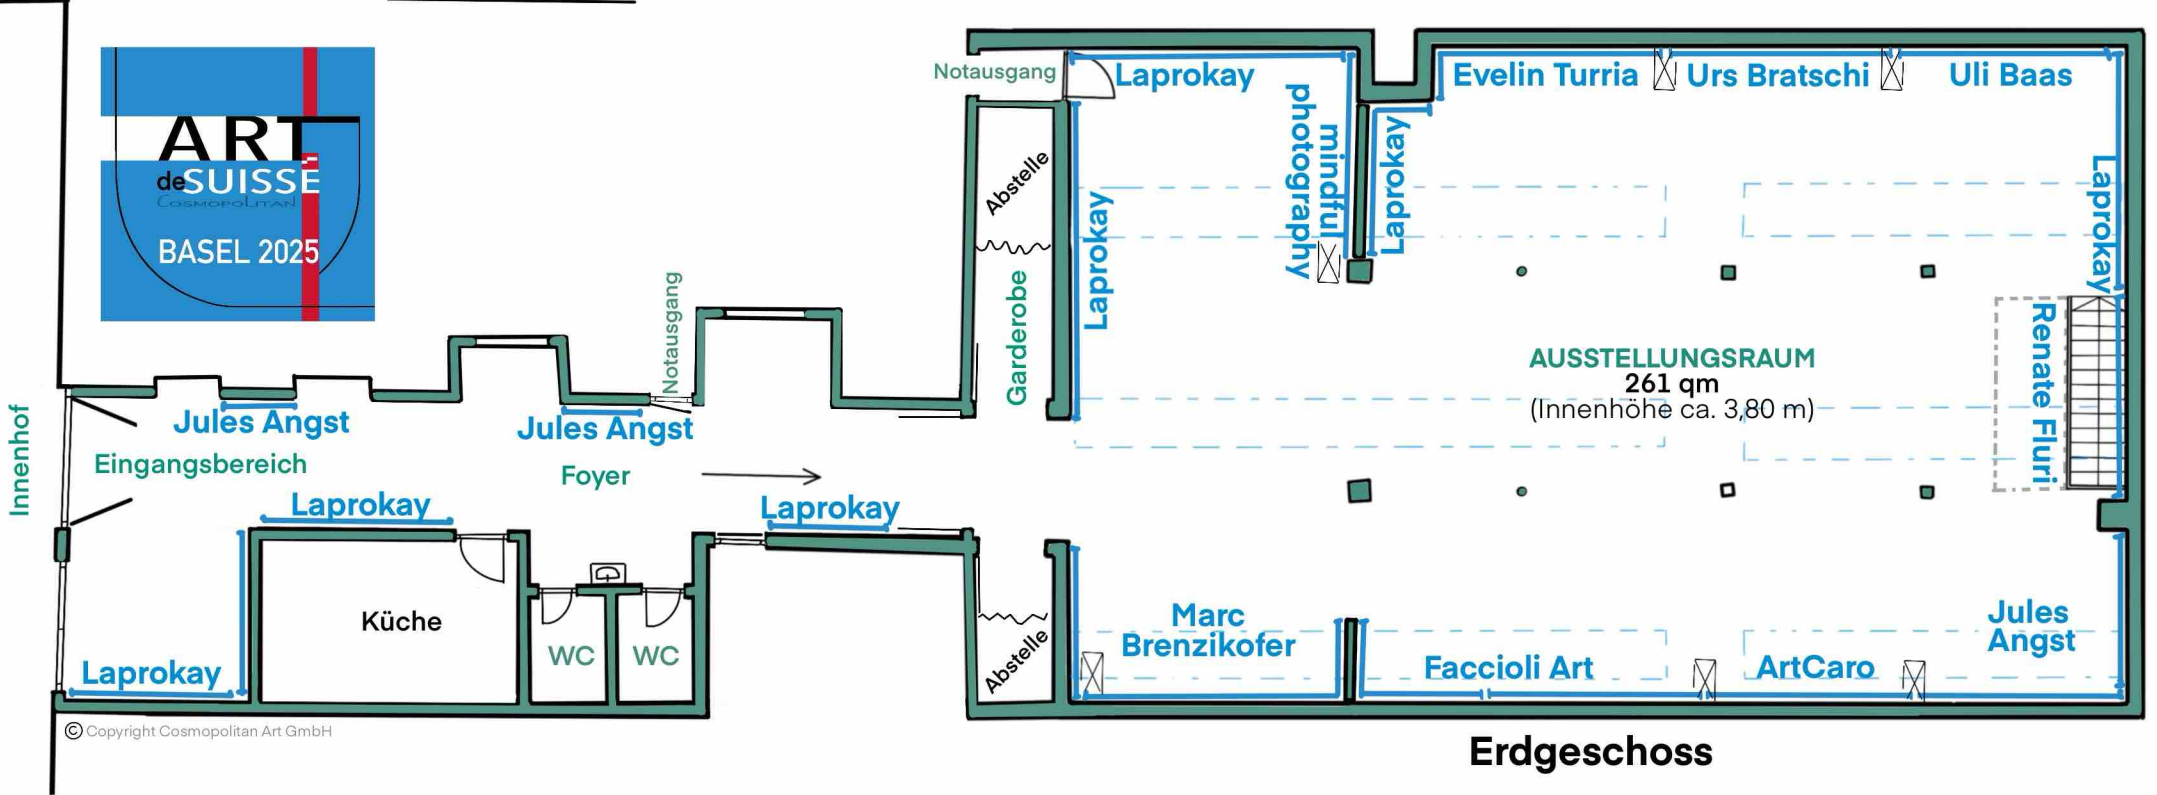 ART
deSUISSE
COSMOPOLITAN
BASEL 2025
Notausgang
Laprokay
Evelin Turria
Urs Bratschi
Uli Baas
mindful
photography
Laprokay
Laprokay
Abstelle
Laprokay
Garderobe
Notausgang
AUSSTELLUNGSRAUM
261 qm
(Innenhöhe ca. 3,80 m)
Renate Fluri
Innenhof
Jules Angst
Jules Angst
Eingangsbereich
Foyer
Laprokay
Laprokay
Küche
WC
WC
Abstelle
Marc
Brenzikofer
Faccioli Art
ArtCaro
Jules
Angst
Laprokay
© Copyright Cosmopolitan Art GmbH
Erdgeschoss